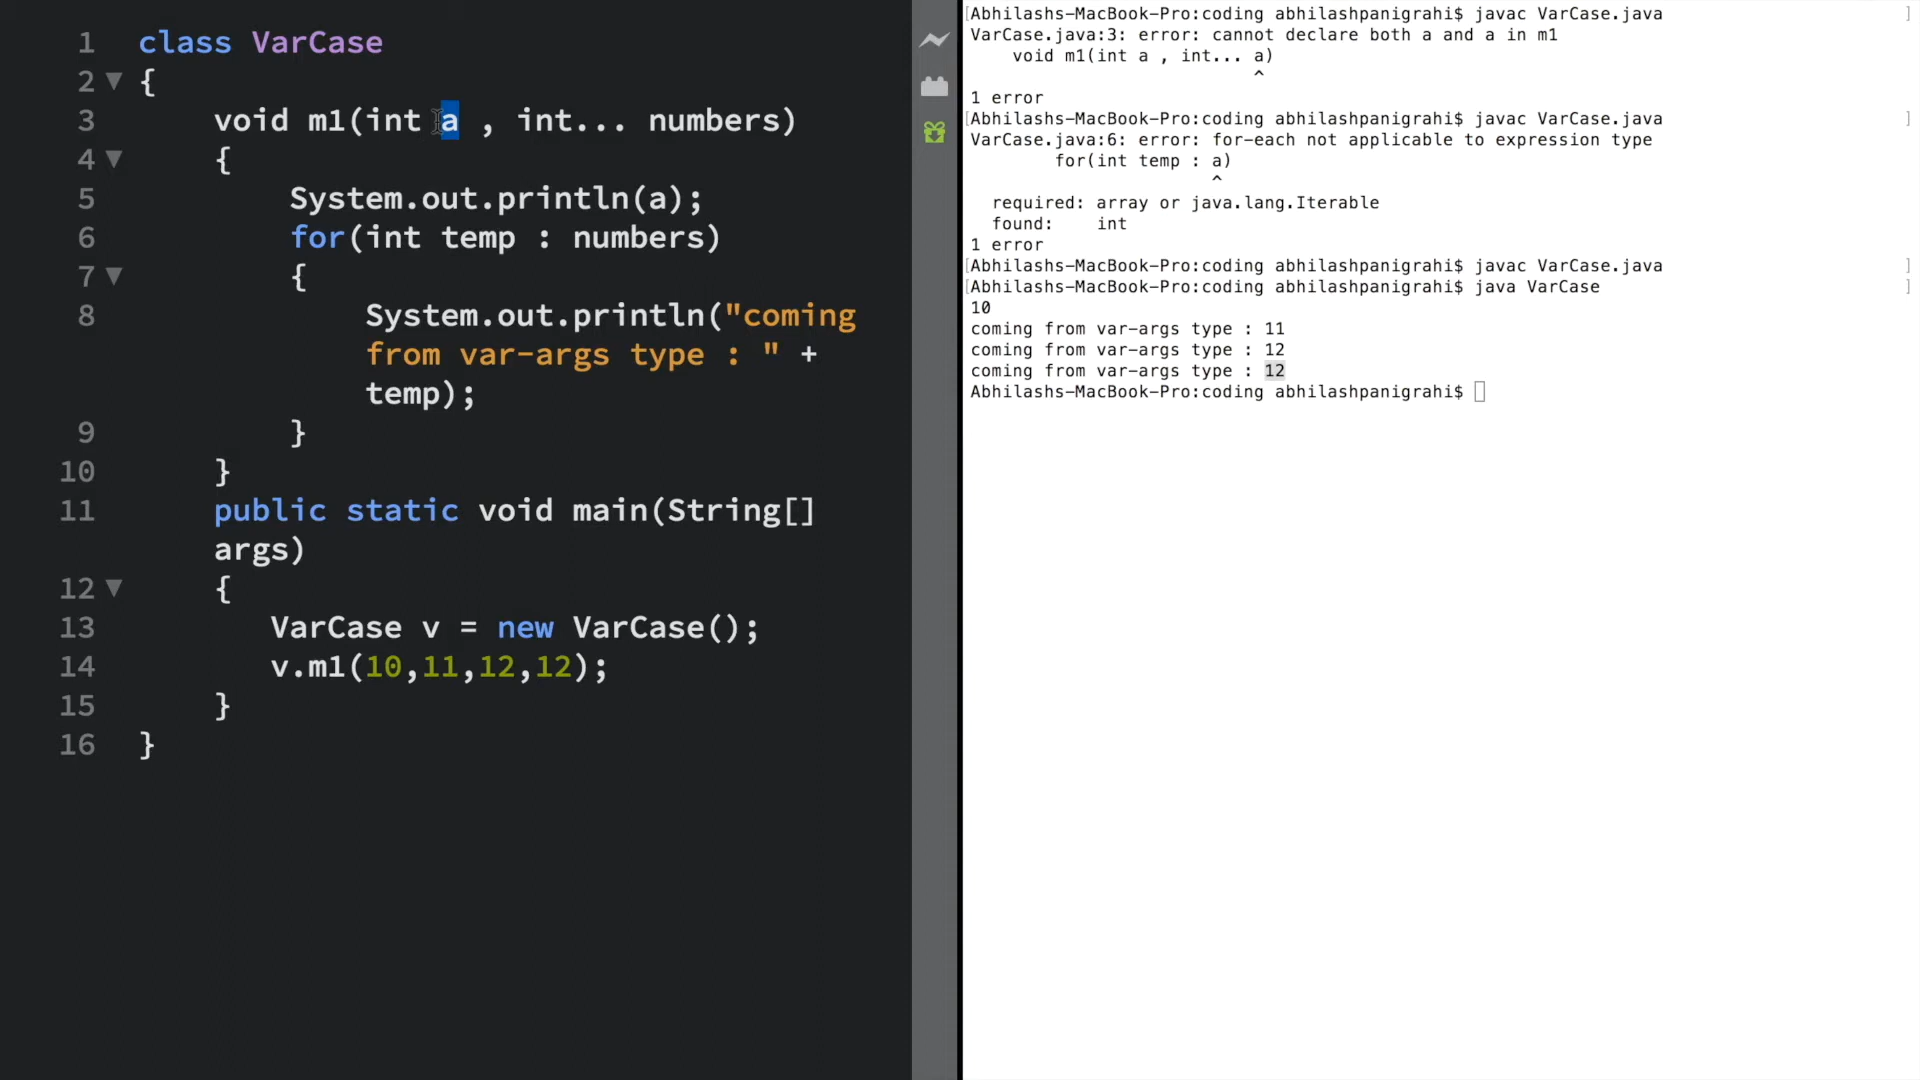 1 class VarCase
2 {
3 void m1(int a , int... numbers)
4 {
5 System.out.println(a);
6 for(int temp : numbers)
7 {
8 System.out.println("coming
from var-args type : " +
temp);
9 }
10 }
11 public static void main(String[]
args)
12 {
13 VarCase v = new VarCase();
14 v.m1(10,11,12,12);
15 }
16 }
[Abhilashs-MacBook-Pro:coding abhilashpanigrahi$ javac VarCase.java ]
VarCase.java:3: error: cannot declare both a and a in m1
void m1(int a , int... a)
^
1 error
[Abhilashs-MacBook-Pro:coding abhilashpanigrahi$ javac VarCase.java ]
VarCase.java:6: error: for-each not applicable to expression type
for(int temp : a)
^
required: array or java.lang.Iterable
found: int
1 error
[Abhilashs-MacBook-Pro:coding abhilashpanigrahi$ javac VarCase.java ]
[Abhilashs-MacBook-Pro:coding abhilashpanigrahi$ java VarCase ]
10
coming from var-args type : 11
coming from var-args type : 12
coming from var-args type : 12
Abhilashs-MacBook-Pro:coding abhilashpanigrahi$